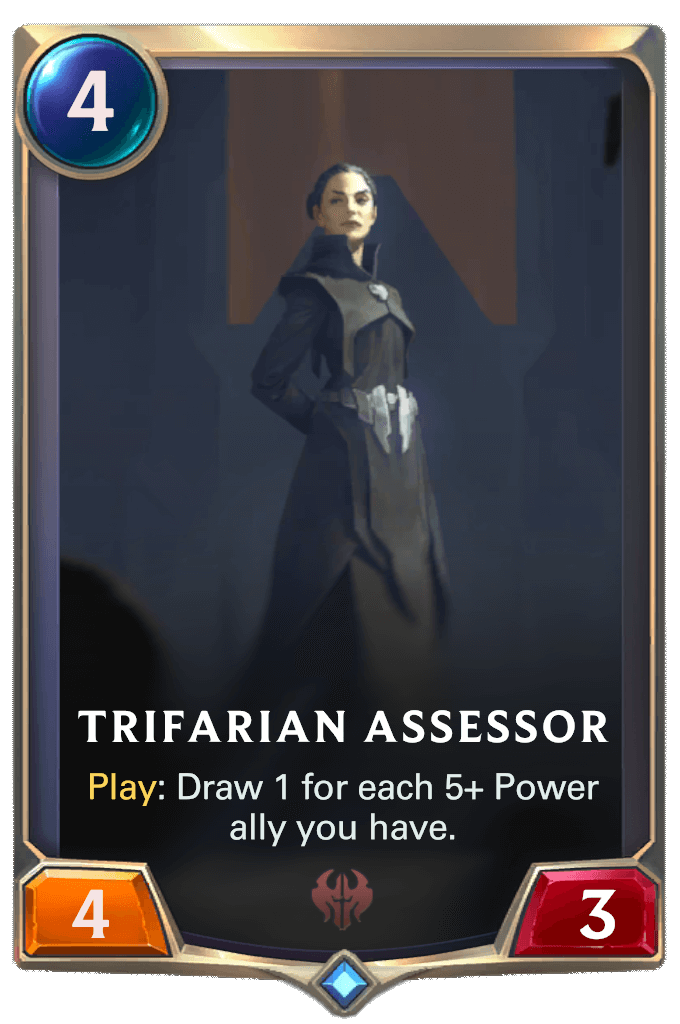 4
TRIFARIAN ASSESSOR
Play: Draw 1 for each 5+ Power
ally you have.
4
3